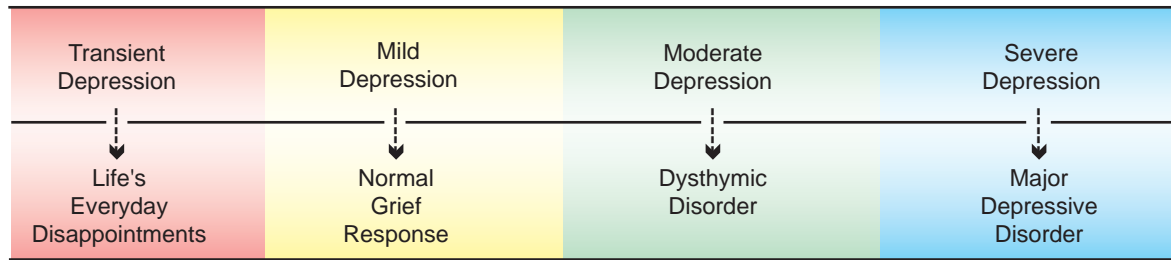 Transient
Depression
Mild
Depression
Moderate
Depression
Severe
Depression
Life's
Everyday
Disappointments
Normal
Grief
Response
Dysthymic
Disorder
Major
Depressive
Disorder